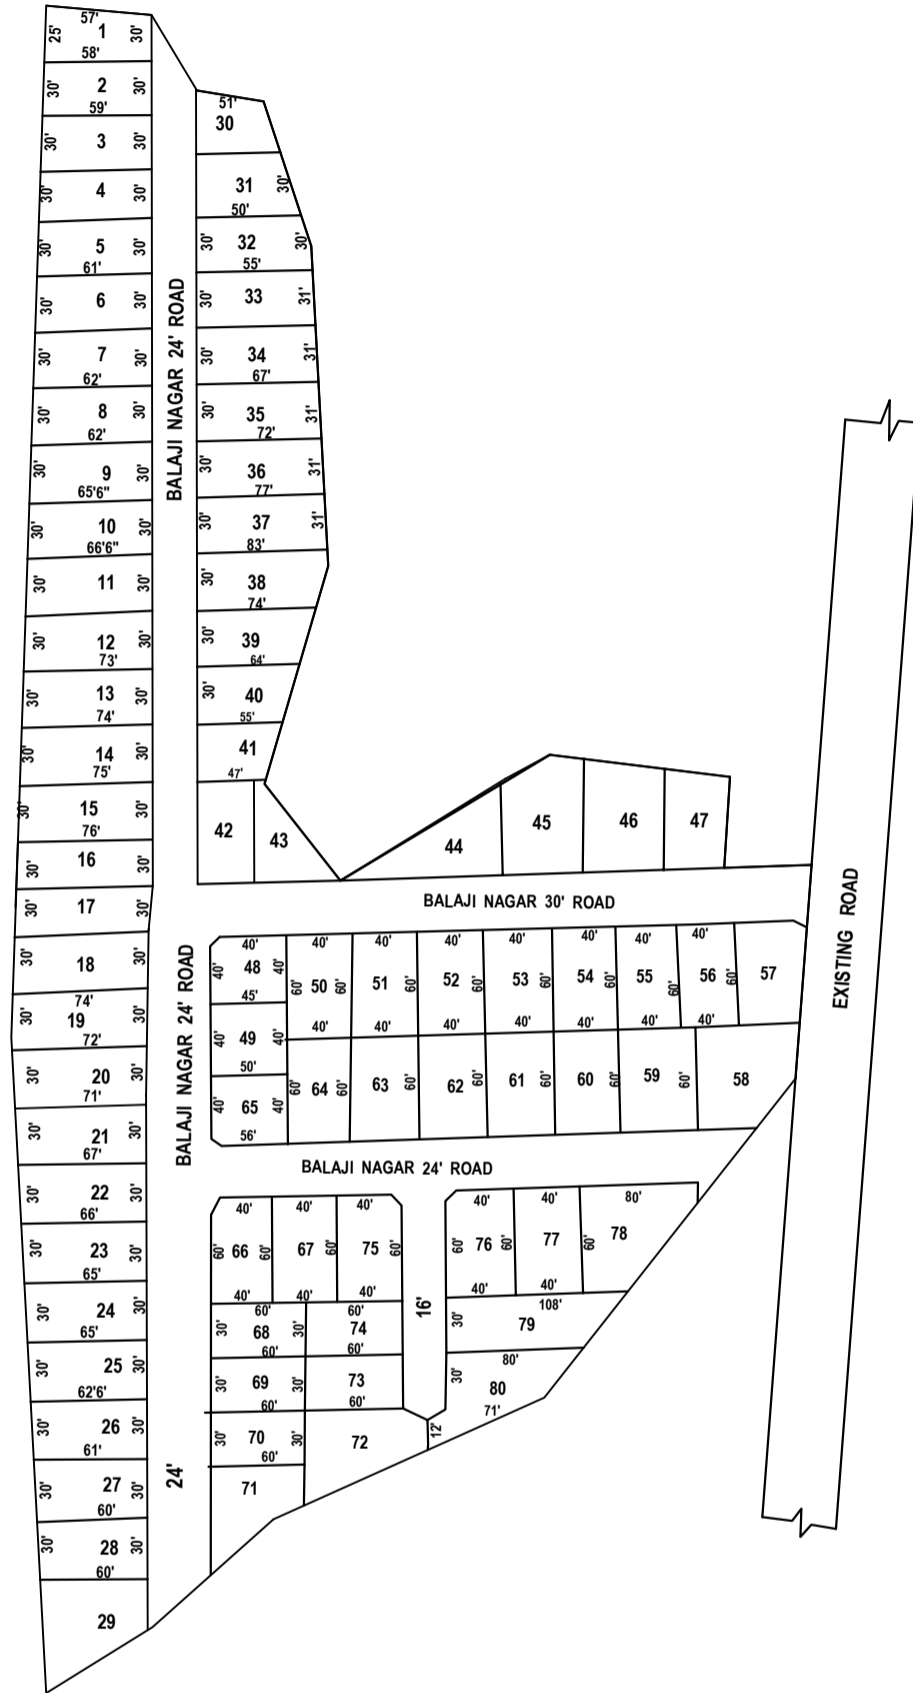 57'
25' 1 30'
58'
30' 2 30'
59'
30' 3 30'
30' 4 30'
30' 5 30'
61'
30' 6 30'
30' 7 30'
62'
30' 8 30'
62'
30' 9 30'
65'6"
30' 10 30'
66'6"
30' 11 30'
30' 12 30'
73'
30' 13 30'
74'
30' 14 30'
75'
30' 15 30'
76'
30' 16 30'
30' 17 30'
30' 18 30'
74'
30' 19 30'
72'
30' 20 30'
71'
30' 21 30'
67'
30' 22 30'
66'
30' 23 30'
65'
30' 24 30'
65'
30' 25 30'
62'6'
30' 26 30'
61'
30' 27 30'
60'
30' 28 30'
60'
29
BALAJI NAGAR 24' ROAD
BALAJI NAGAR 24' ROAD
24'
51'
30
31 30'
50'
30' 32 30'
55'
30' 33 31'
30' 34 31'
67'
30' 35 31'
72'
30' 36 31'
77'
30' 37 31'
83'
30' 38
74'
30' 39
64'
30' 40
55'
41
47'
42
43
44
45
46
47
BALAJI NAGAR 30' ROAD
EXISTING ROAD
40' 40' 40' 40' 40' 40' 40' 40'
40' 48 40' 60' 50 60' 51 60' 52 60' 53 60' 54 60' 55 60' 56 60' 57
45'
40' 40' 40' 40' 40' 40' 40'
40' 49 40'
50'
40' 65 40' 60' 64 60' 63 60' 62 60' 61 60' 60 60' 59 60' 58
56'
BALAJI NAGAR 24' ROAD
40' 40' 40'
60' 66 60' 67 60' 75 60'
40' 40' 40'
60' 60'
30' 68 30' 74
60' 60'
30' 69 30' 73
60' 60'
30' 70 30' 72
60'
71
16'
12'
40' 40' 80'
60' 76 60' 77 60' 78
40' 40'
108'
30' 79
80'
30' 80
71'